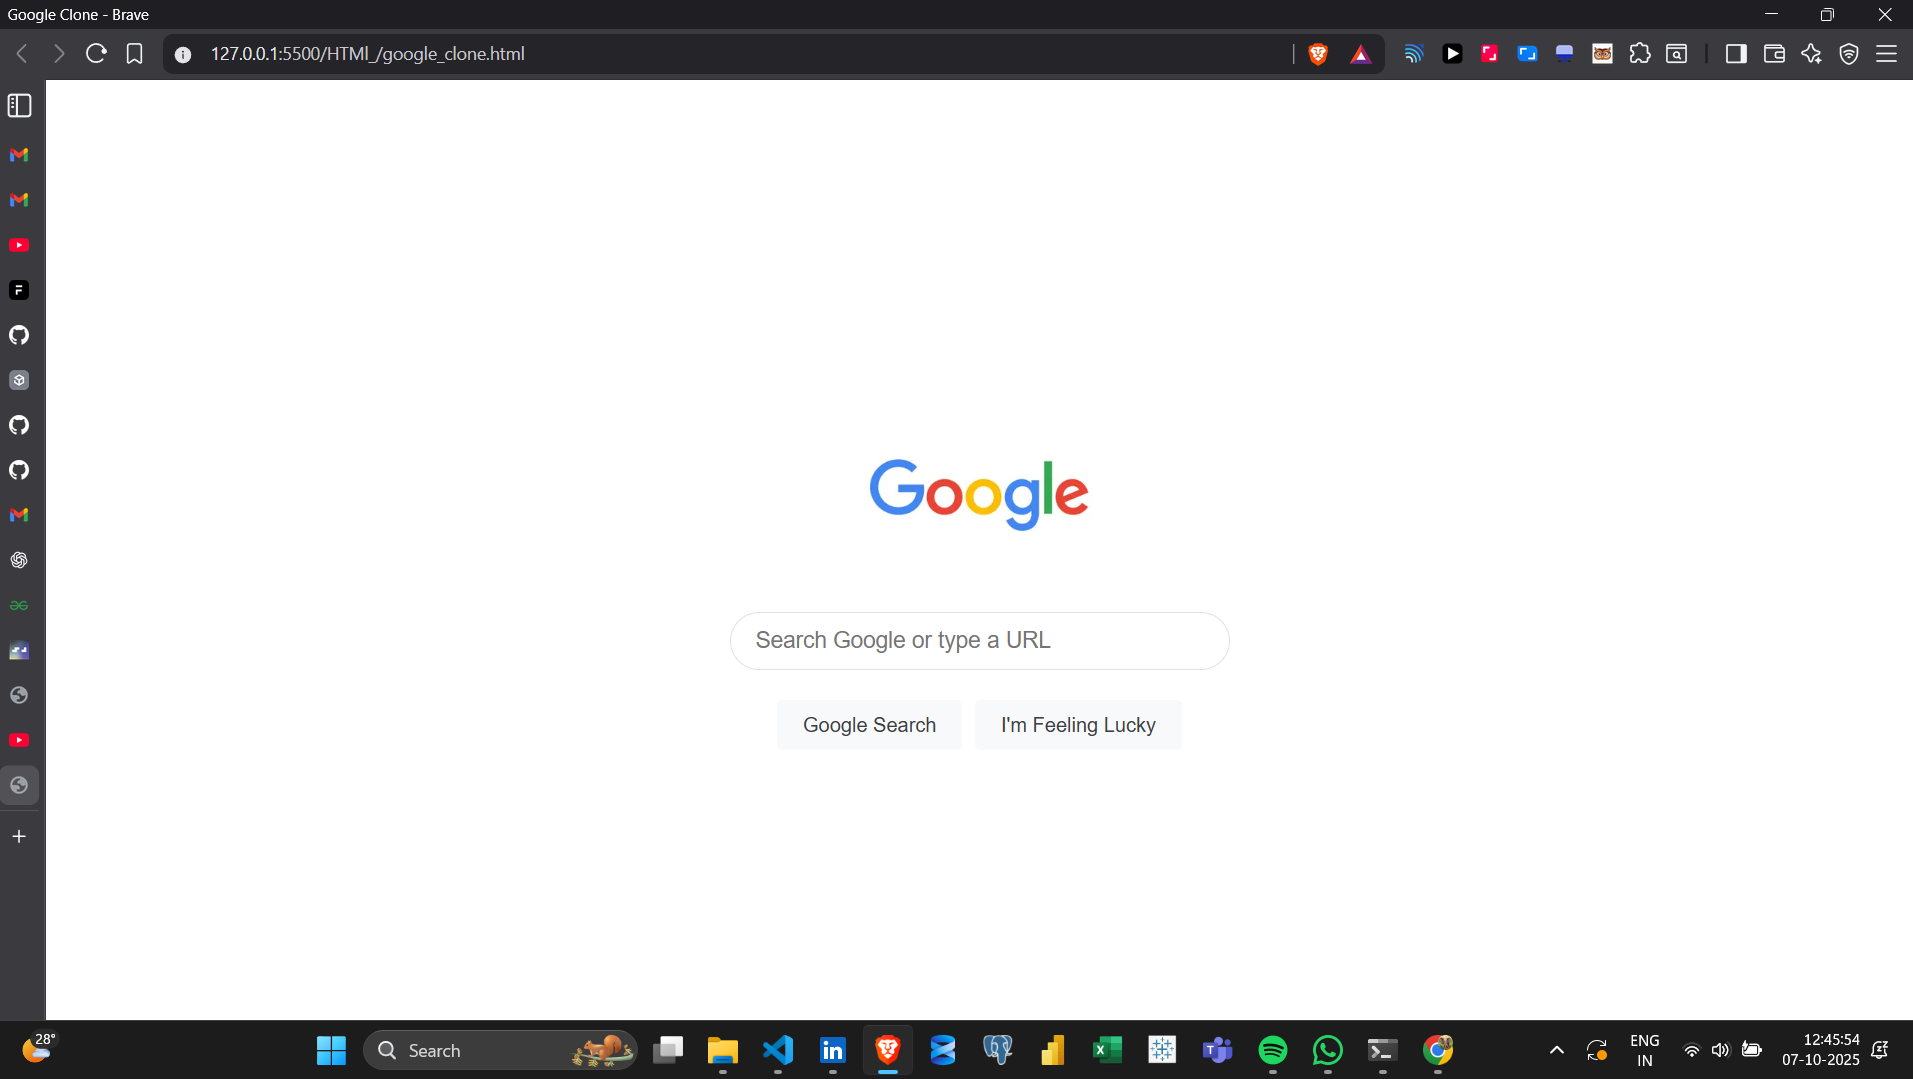 Google Clone - Brave
127.0.0.1:5500/HTMl_/google_clone.html
F
Google
Search Google or type a URL
Google Search
I'm Feeling Lucky
28°
Search
ENG
IN
12:45:54
07-10-2025